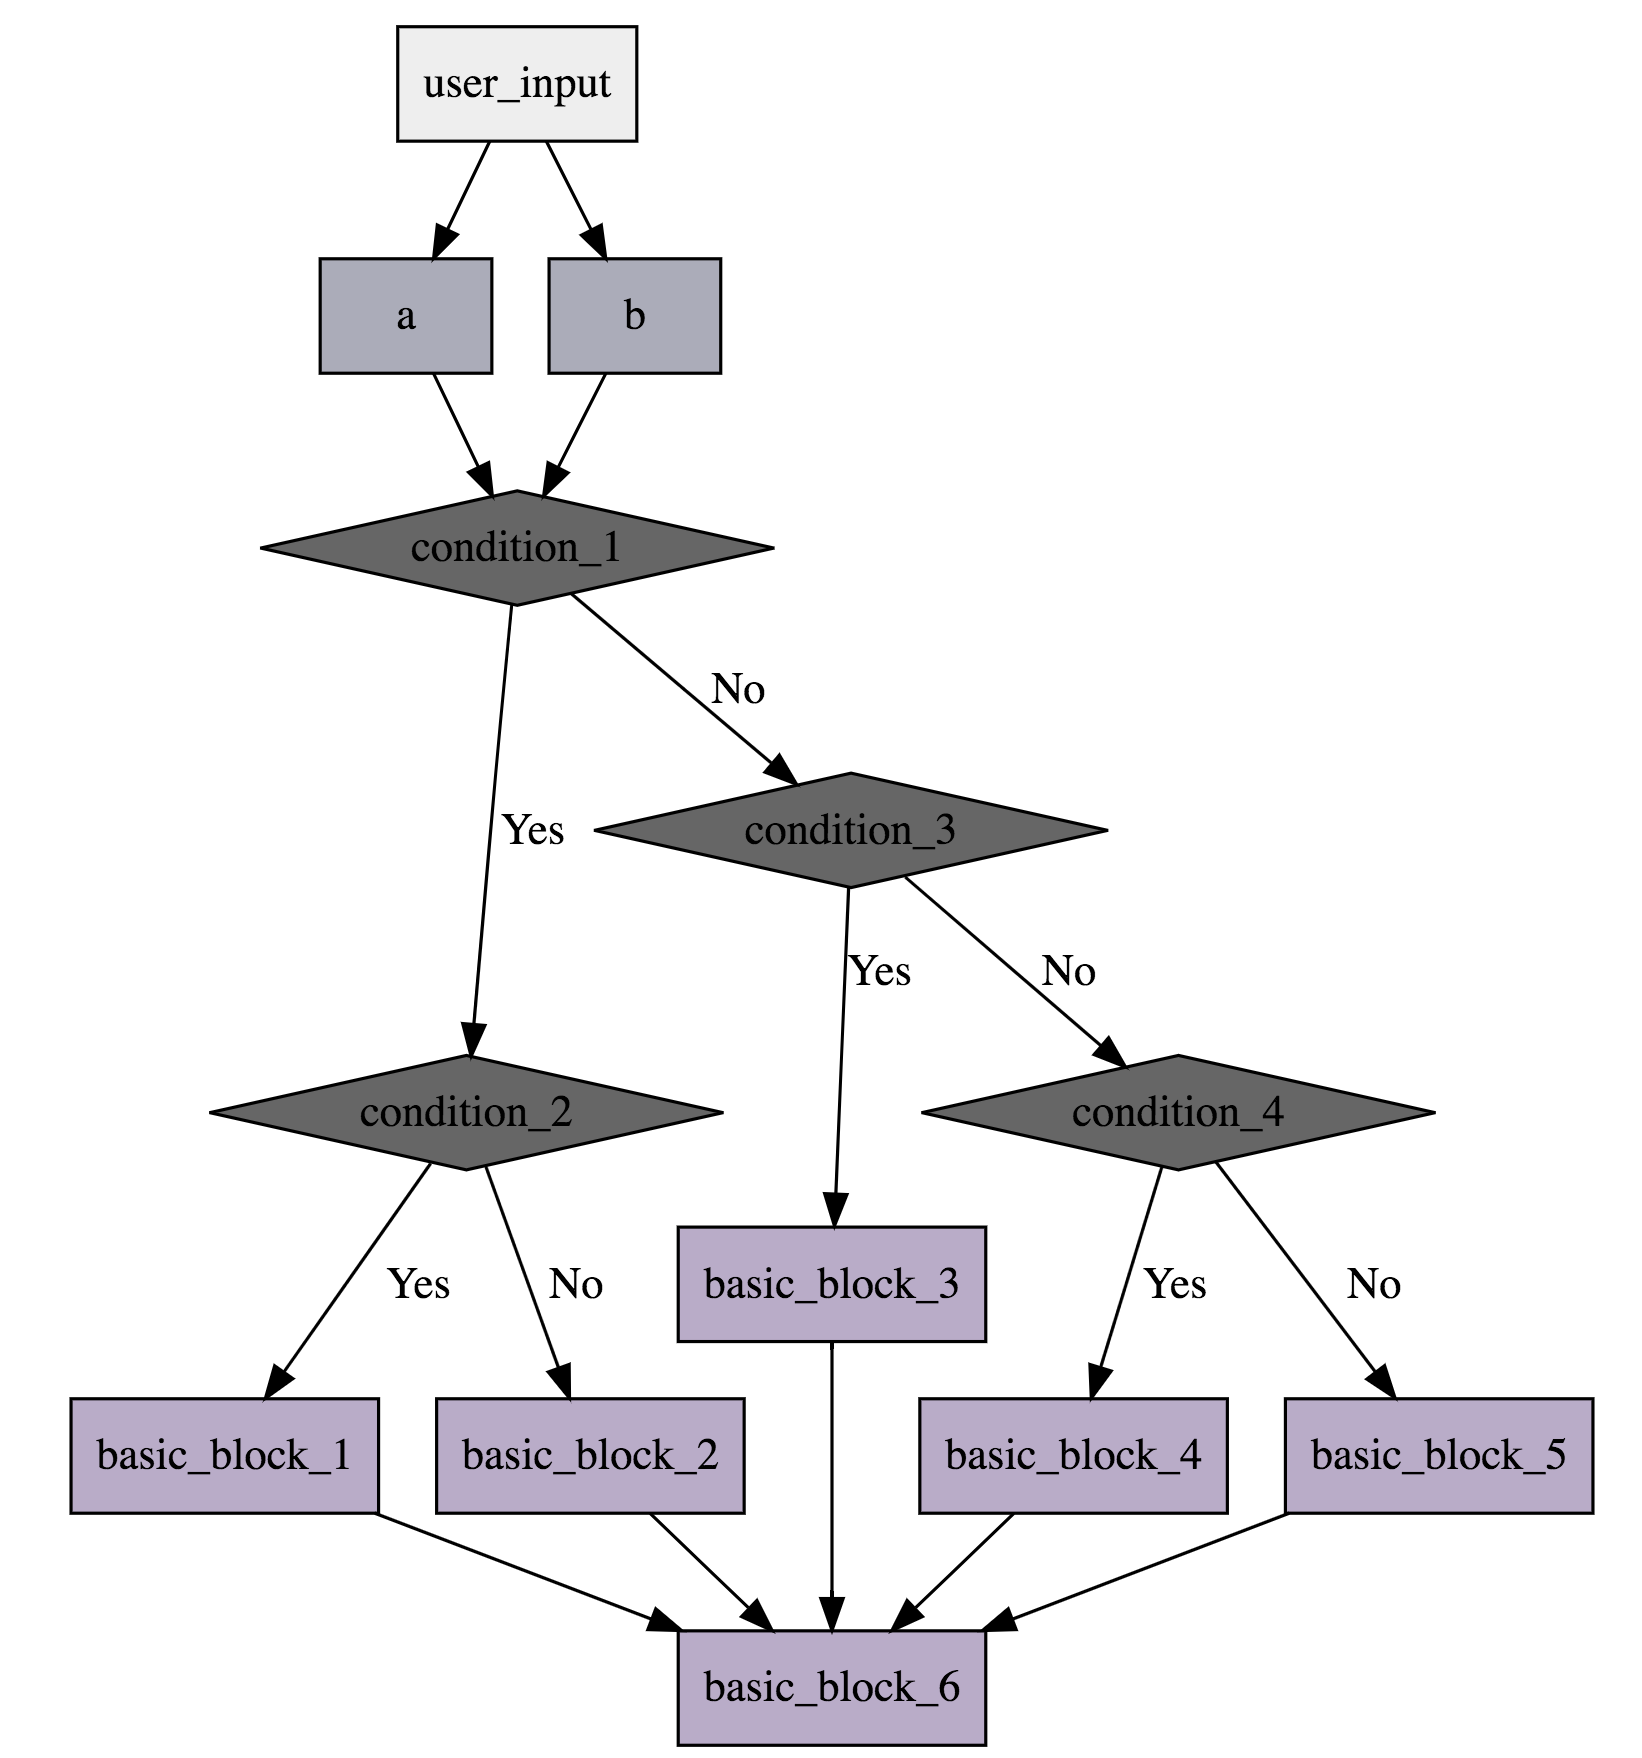 user_input
a
b
condition_1
No
Yes
condition_3
Yes
No
condition_2
condition_4
Yes
No
basic_block_3
Yes
No
basic_block_1
basic_block_2
basic_block_4
basic_block_5
basic_block_6